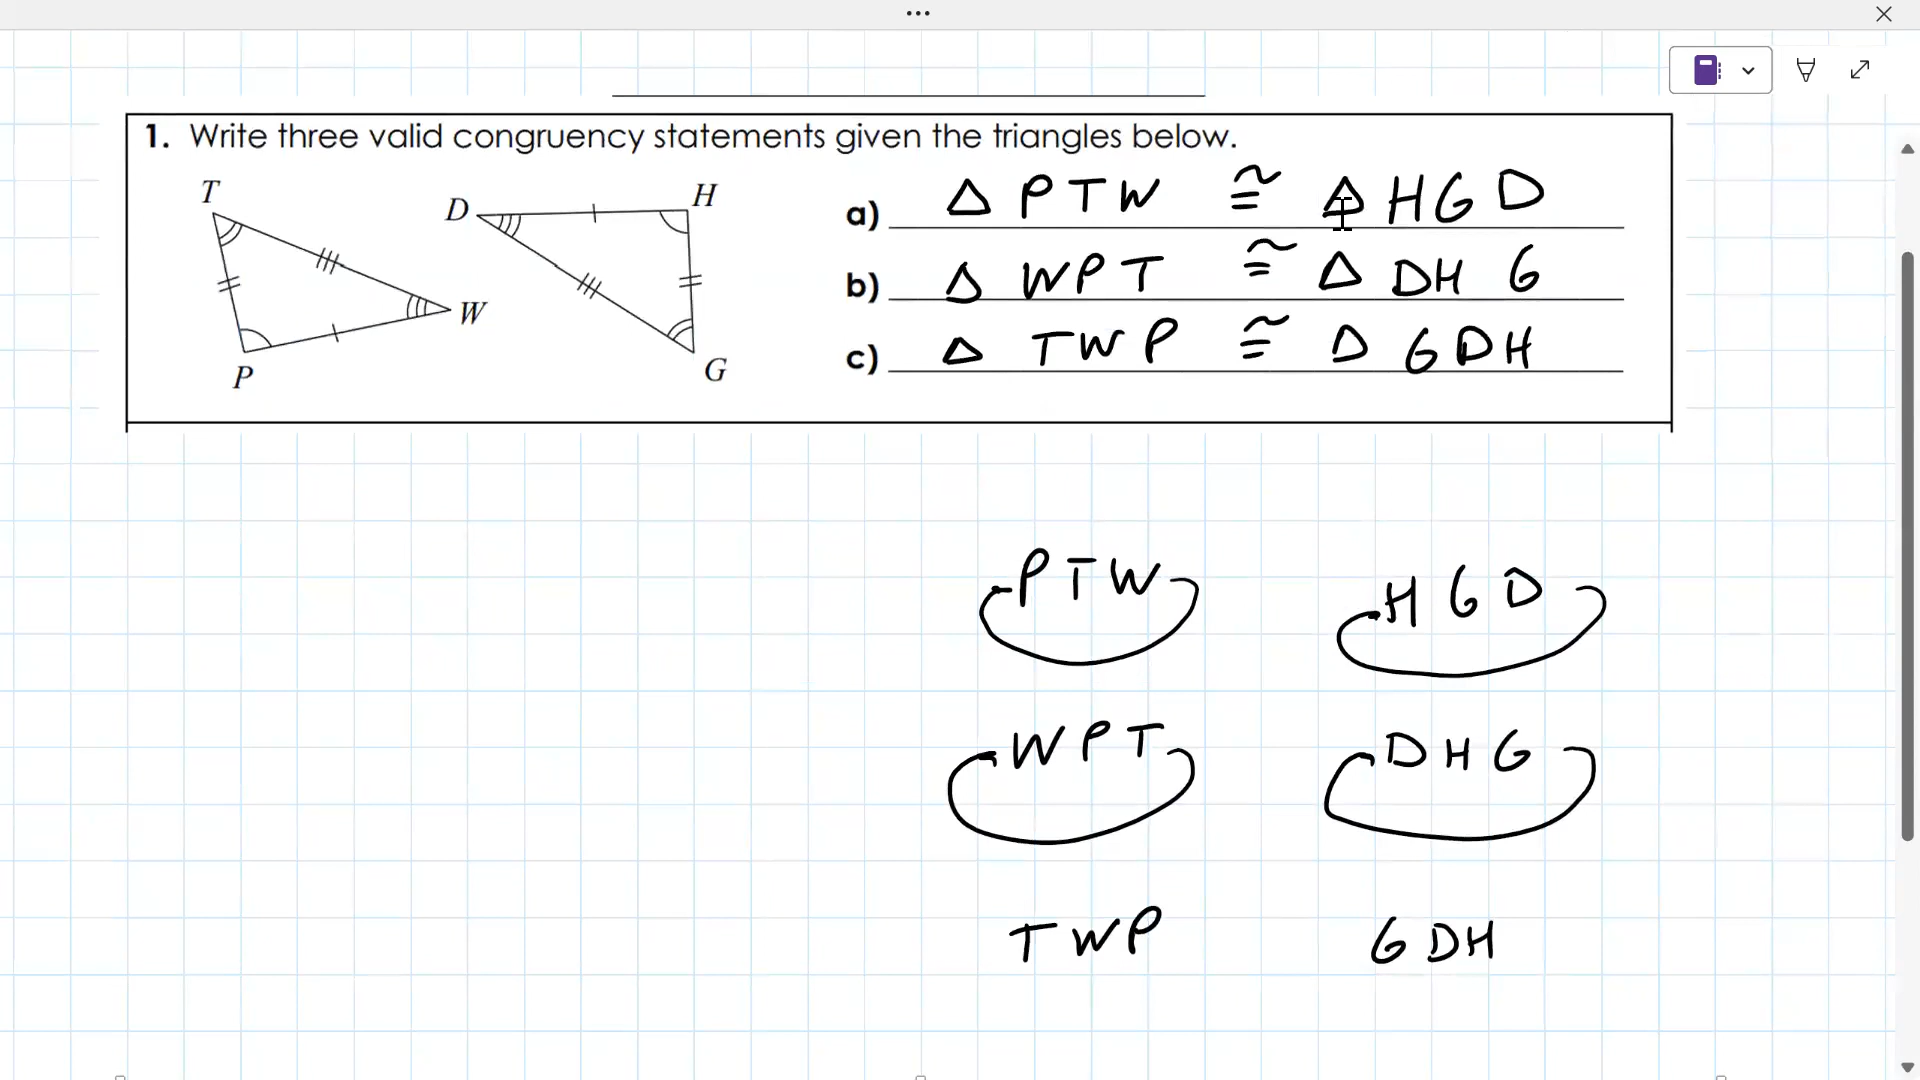 1. Write three valid congruency statements given the triangles below.
T
D
H
W
P
G
a) △ PTW ≅ △ HGD
b) △ WPT ≅ △ DHG
c) △ TWP ≅ △ GDH
PTW HGD
WPT DHG
TWP GDH